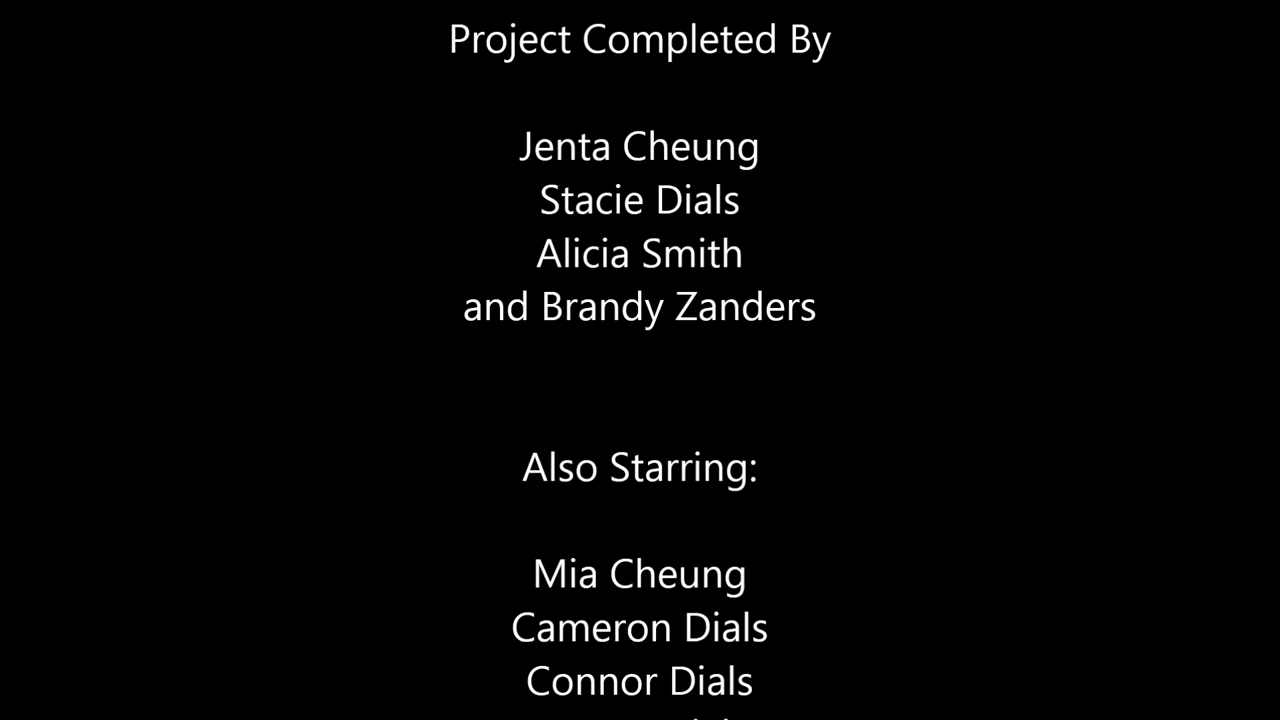 Project Completed By
Jenta Cheung
Stacie Dials
Alicia Smith
and Brandy Zanders
Also Starring:
Mia Cheung
Cameron Dials
Connor Dials